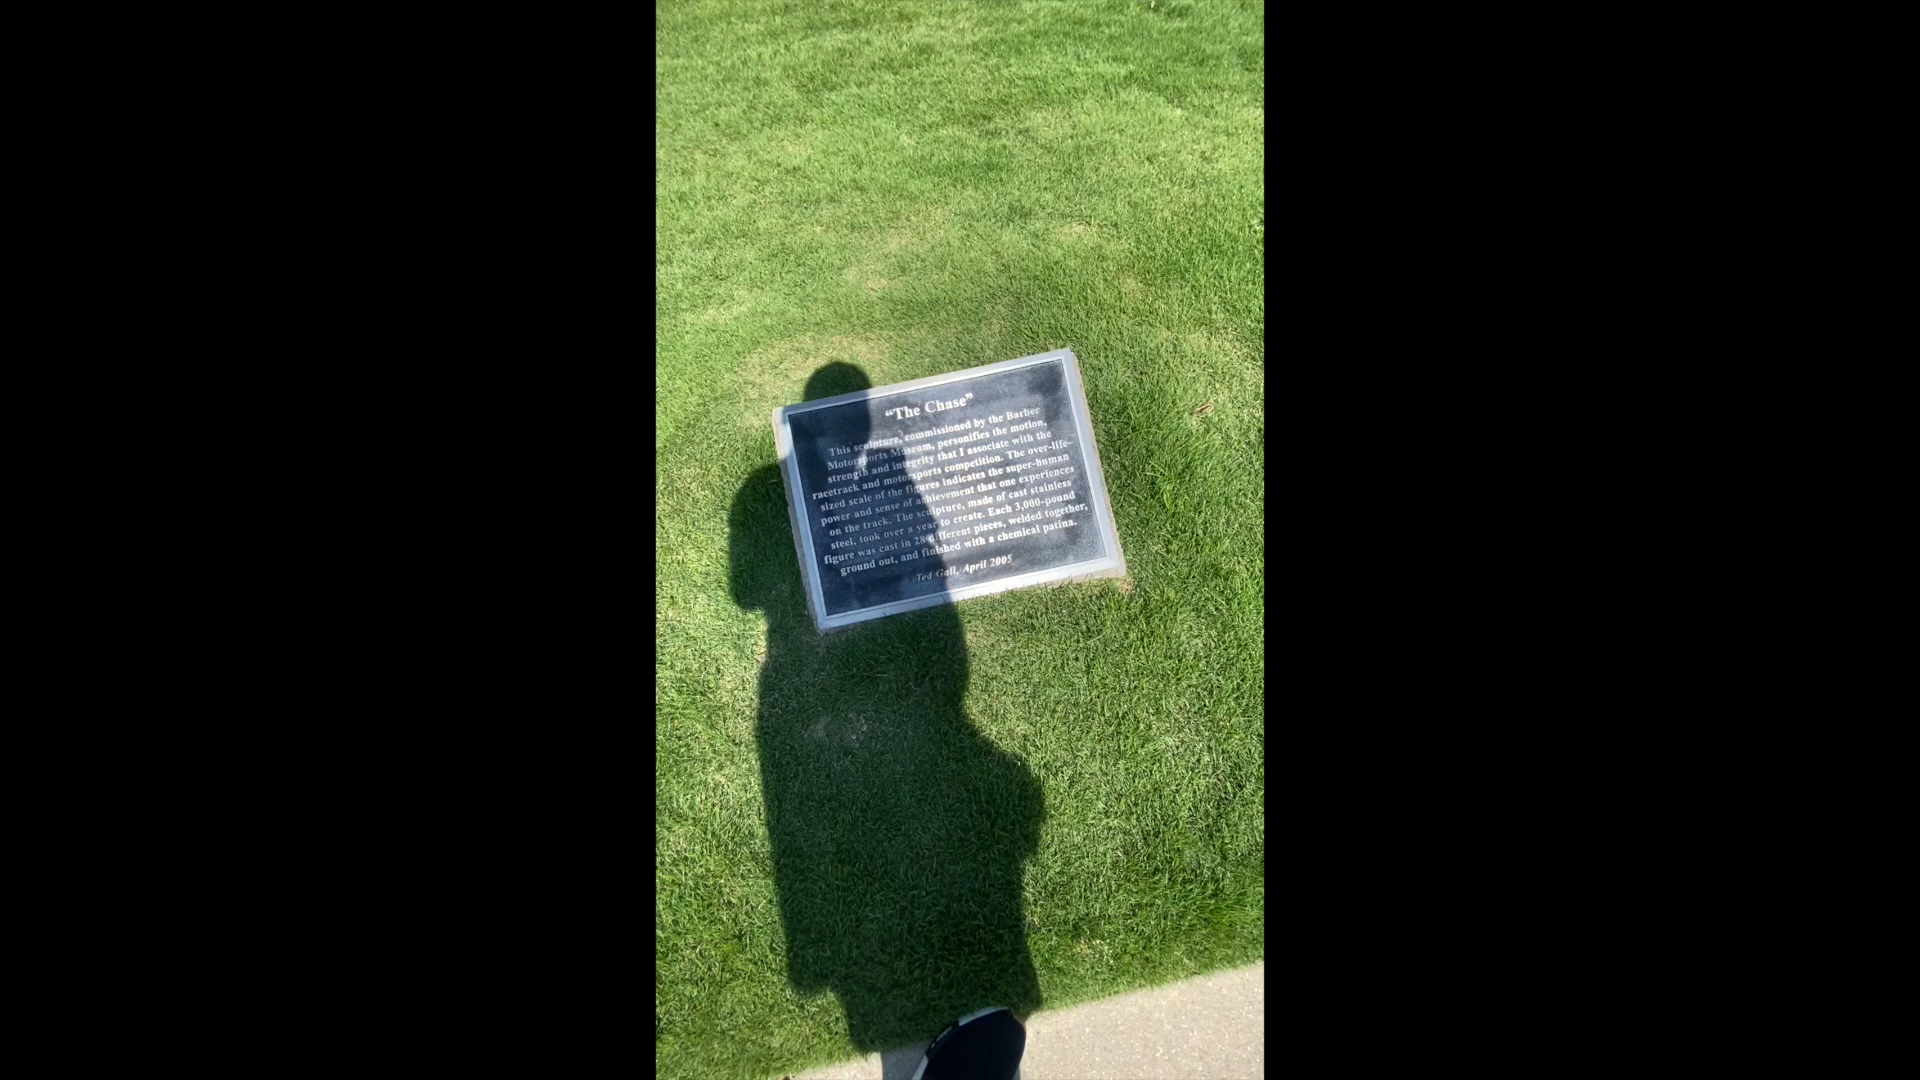 “The Chase”
This sculpture, commissioned by the Barber
Motorsports Museum, personifies the motion,
strength and integrity that I associate with the
racetrack and motorsports competition. The over-life-
sized scale of the figures indicates the super-human
power and sense of achievement that one experiences
on the track. The sculpture, made of cast stainless
steel, took over a year to create. Each 3,000-pound
figure was cast in 28 different pieces, welded together,
ground out, and finished with a chemical patina.
Ted Gall, April 2005